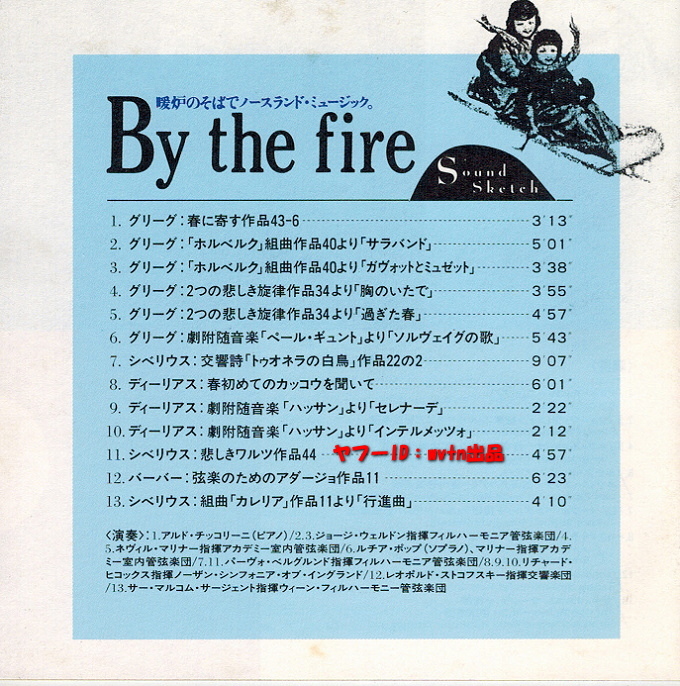 暖炉のそばでノースランド・ミュージック。
By the fire
Sound
Sketch
1. グリーグ：春に寄す作品43-6 3'13"
2. グリーグ：「ホルベルク」組曲作品40より「サラバンド」 5'01"
3. グリーグ：「ホルベルク」組曲作品40より「ガヴォットとミュゼット」 3'38"
4. グリーグ：2つの悲しき旋律作品34より「胸のいたで」 3'55"
5. グリーグ：2つの悲しき旋律作品34より「過ぎた春」 4'57"
6. グリーグ：劇附随音楽「ペール・ギュント」より「ソルヴェイグの歌」 5'43"
7. シベリウス：交響詩「トゥオネラの白鳥」作品22の2 9'07"
8. ディーリアス：春初めてのカッコウを聞いて 6'01"
9. ディーリアス：劇附随音楽「ハッサン」より「セレナーデ」 2'22"
10. ディーリアス：劇附随音楽「ハッサン」より「インテルメッツォ」 2'12"
11. シベリウス：悲しきワルツ作品44 ヤフーID：mvtn出品 4'57"
12. バーバー：弦楽のためのアダージョ作品11 6'23"
13. シベリウス：組曲「カレリア」作品11より「行進曲」 4'10"
〈演奏〉：1.アルド・チッコリーニ（ピアノ）/2.3.ジョージ・ウェルドン指揮フィルハーモニア管弦楽団/4.
5.ネヴィル・マリナー指揮アカデミー室内管弦楽団/6.ルチア・ポップ（ソプラノ）、マリナー指揮アカデ
ミー室内管弦楽団/7.11.パーヴォ・ベルグルンド指揮フィルハーモニア管弦楽団/8.9.10.リチャード・
ヒコックス指揮ノーザン・シンフォニア・オブ・イングランド/12.レオポルド・ストコフスキー指揮交響楽団
/13.サー・マルコム・サージェント指揮ウィーン・フィルハーモニー管弦楽団